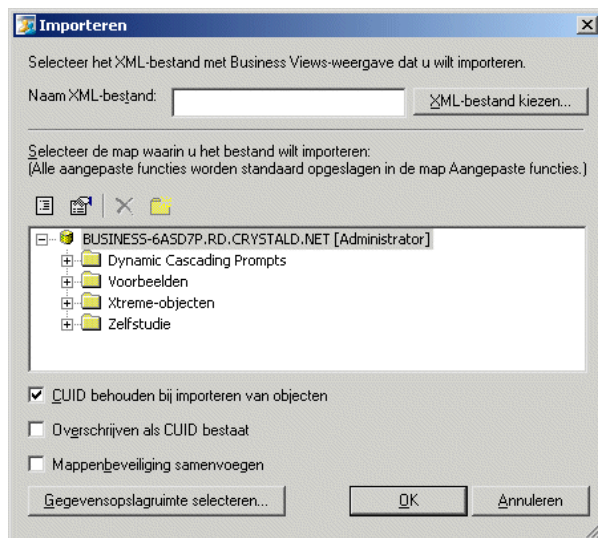 Importeren
Selecteer het XML-bestand met Business Views-weergave dat u wilt importeren.
Naam XML-bestand:
XML-bestand kiezen...
Selecteer de map waarin u het bestand wilt importeren:
(Alle aangepaste functies worden standaard opgeslagen in de map Aangepaste functies.)
BUSINESS-6ASD7P.RD.CRYSTALD.NET [Administrator]
Dynamic Cascading Prompts
Voorbeelden
Xtreme-objecten
Zelfstudie
CUID behouden bij importeren van objecten
Overschrijven als CUID bestaat
Mappenbeveiliging samenvoegen
Gegevensopslagruimte selecteren...
OK
Annuleren